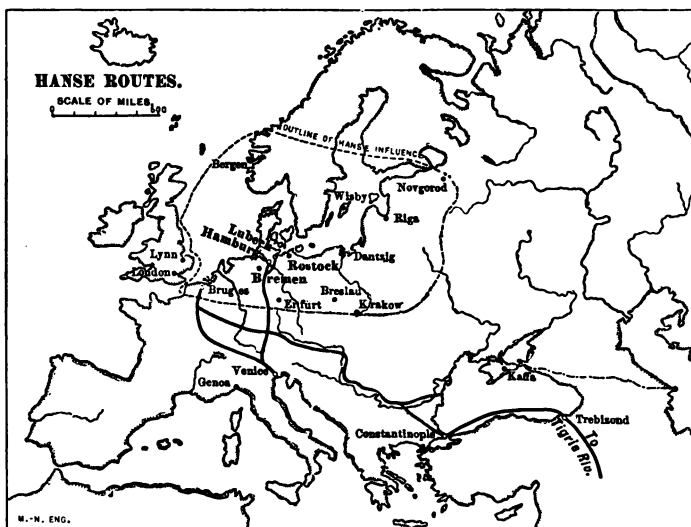 HANSE ROUTES.
SCALE OF MILES
500
OUTLINE OF HANSE INFLUENCE
Bergen
Wisby
Novgorod
Riga
Lubeck
Hamburg
Lynn
London
Rostock
Dantzig
Bremen
Bruges
Erfurt
Breslau
Krakow
Venice
Genoa
Kaffa
Constantinople
Trebizond
To
Tigris Riv.
M.-N. ENG.